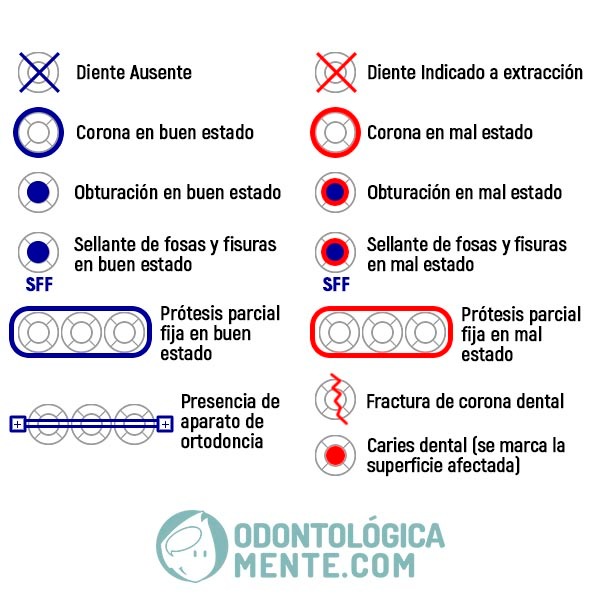 Diente Ausente
Diente Indicado a extracción
Corona en buen estado
Corona en mal estado
Obturación en buen estado
Obturación en mal estado
Sellante de fosas y fisuras
en buen estado
SFF
Sellante de fosas y fisuras
en mal estado
SFF
Prótesis parcial
fija en buen
estado
Prótesis parcial
fija en mal
estado
Presencia de
aparato de
ortodoncia
Fractura de corona dental
Caries dental (se marca la
superficie afectada)
ODONTOLÓGICA
MENTE.COM